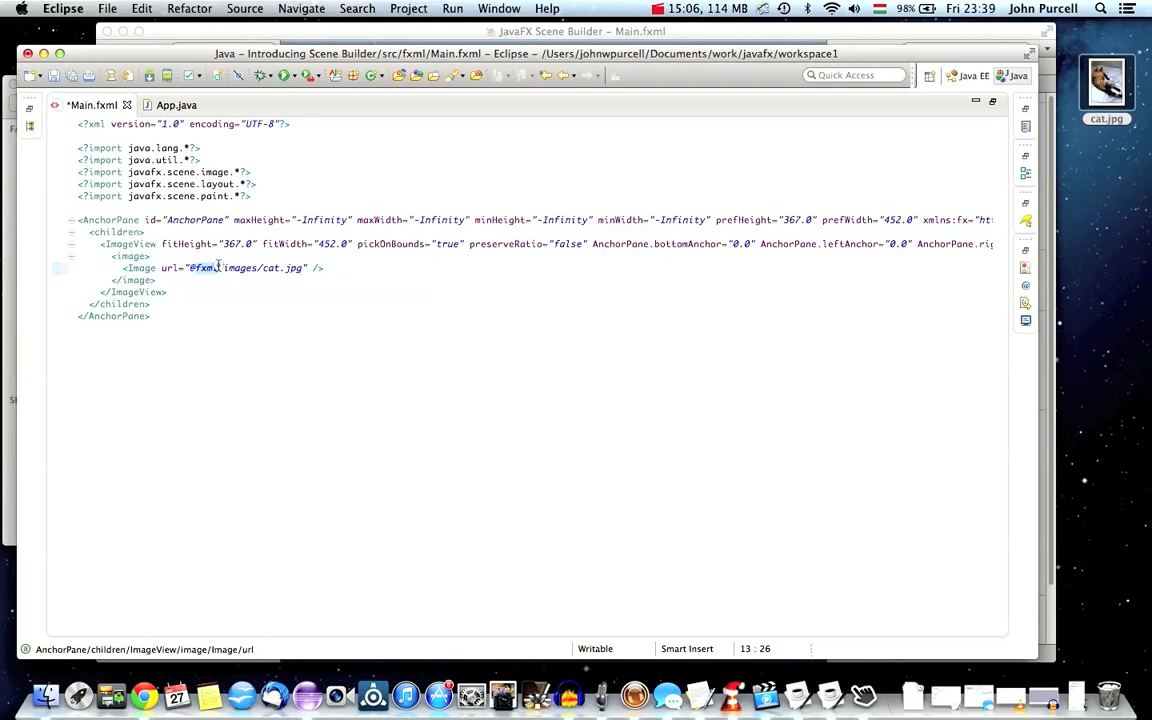 Eclipse File Edit Refactor Source Navigate Search Project Run Window Help 15:06, 114 MB 98% Fri 23:39 John Purcell
JavaFX Scene Builder - Main.fxml
Java - Introducing Scene Builder/src/fxml/Main.fxml - Eclipse - /Users/johnwpurcell/Documents/work/javafx/workspace1
Quick Access Java EE Java
*Main.fxml App.java
<?xml version="1.0" encoding="UTF-8"?>
<?import java.lang.*?>
<?import java.util.*?>
<?import javafx.scene.image.*?>
<?import javafx.scene.layout.*?>
<?import javafx.scene.paint.*?>
<AnchorPane id="AnchorPane" maxHeight="-Infinity" maxWidth="-Infinity" minHeight="-Infinity" minWidth="-Infinity" prefHeight="367.0" prefWidth="452.0" xmlns:fx="ht
<children>
<ImageView fitHeight="367.0" fitWidth="452.0" pickOnBounds="true" preserveRatio="false" AnchorPane.bottomAnchor="0.0" AnchorPane.leftAnchor="0.0" AnchorPane.rig
<image>
<Image url="@fxml/images/cat.jpg" />
</image>
</ImageView>
</children>
</AnchorPane>
AnchorPane/children/ImageView/image/Image/url Writable Smart Insert 13 : 26
cat.jpg